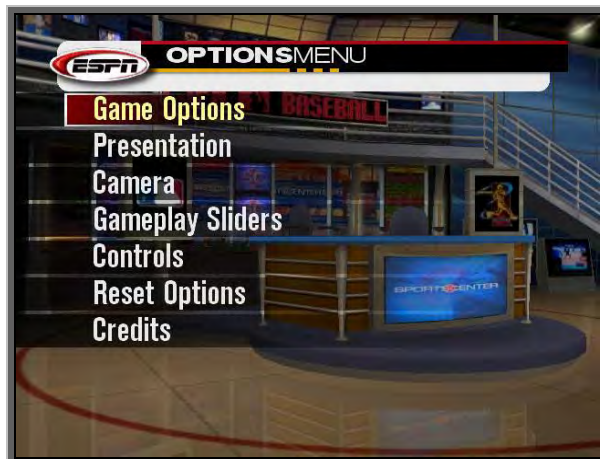 ESPN
OPTIONSMENU
BASEBALL
Game Options
Presentation
Camera
Gameplay Sliders
Controls
Reset Options
Credits
SPORTSCENTER